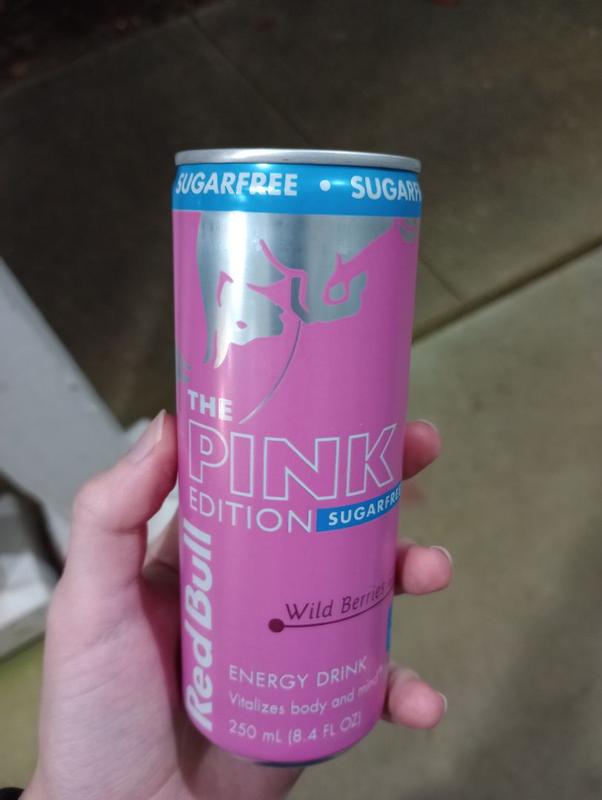 SUGARFREE • SUGARF
THE
PINK
EDITION SUGARFREE
Red Bull
Wild Berries
ENERGY DRINK
Vitalizes body and mind
250 mL (8.4 FL OZ)